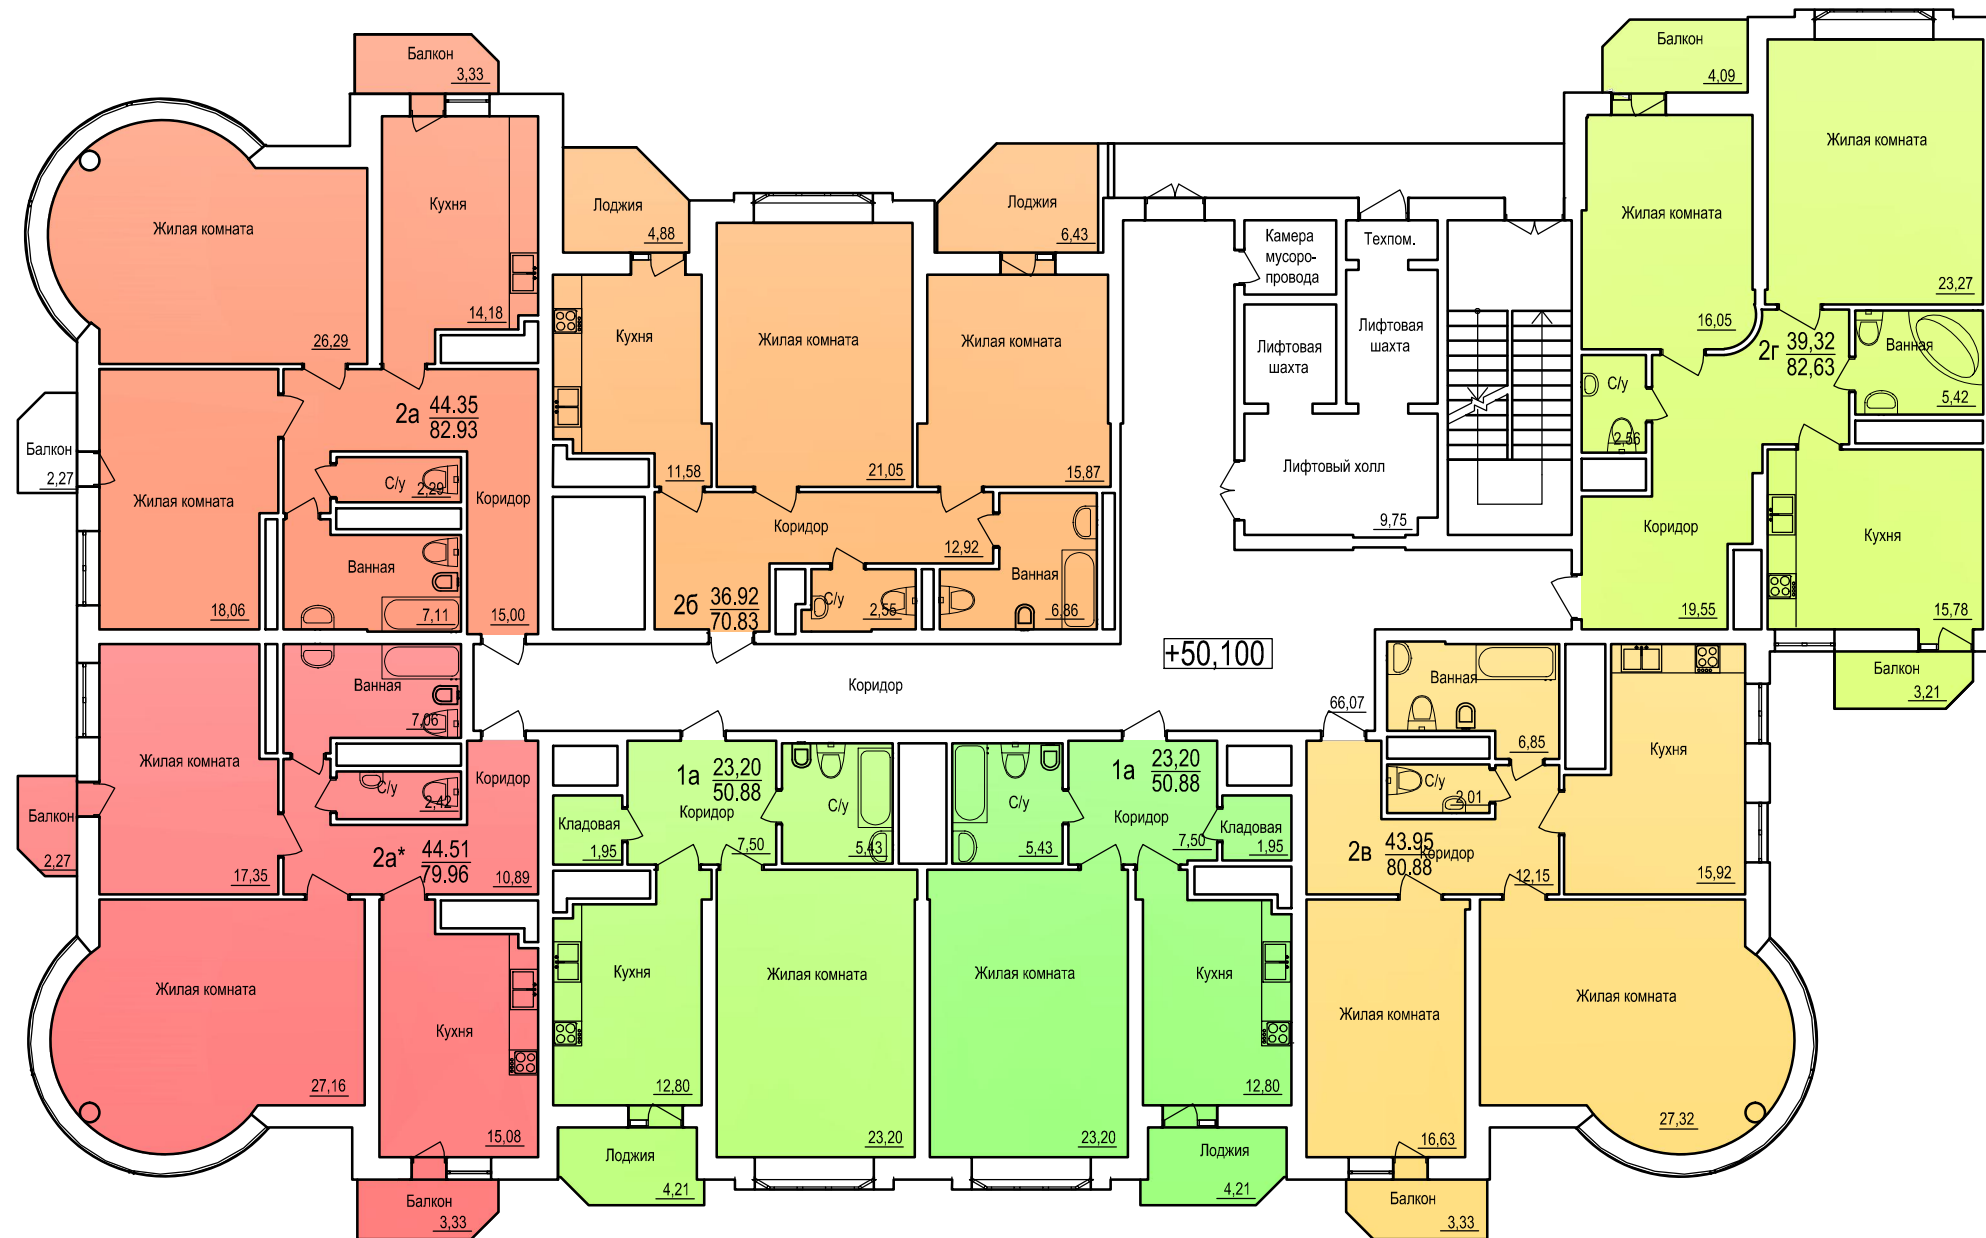 Балкон
3,33
Жилая комната
26,29
Кухня
14,18
Балкон
2,27
Жилая комната
18,06
2а 44.35
82.93
С/у
2,29
Коридор
15,00
Ванная
7,11
Лоджия
4,88
Кухня
11,58
Жилая комната
21,05
Лоджия
6,43
Жилая комната
15,87
Коридор
12,92
2б 36.92
70.83
С/у
2,55
Ванная
6,86
Камера
мусоро-
провода
Техпом.
Лифтовая
шахта
Лифтовая
шахта
Лифтовый холл
9,75
Балкон
4,09
Жилая комната
16,05
Жилая комната
23,27
2г 39,32
82,63
Ванная
5,42
С/у
2,56
Коридор
19,55
Кухня
15,78
Балкон
3,21
+50,100
Коридор
66,07
Ванная
7,06
Жилая комната
17,35
Балкон
2,27
С/у
2,42
Коридор
10,89
2а* 44.51
79.96
Жилая комната
27,16
Кухня
15,08
Балкон
3,33
1а 23,20
50.88
Коридор
7,50
Кладовая
1,95
С/у
5,43
Кухня
12,80
Жилая комната
23,20
Лоджия
4,21
1а 23,20
50.88
Коридор
7,50
Кладовая
1,95
С/у
5,43
Жилая комната
23,20
Кухня
12,80
Лоджия
4,21
Ванная
6,85
С/у
2,01
2в 43.95
80.88
Коридор
12,15
Кухня
15,92
Жилая комната
16,63
Жилая комната
27,32
Балкон
3,33